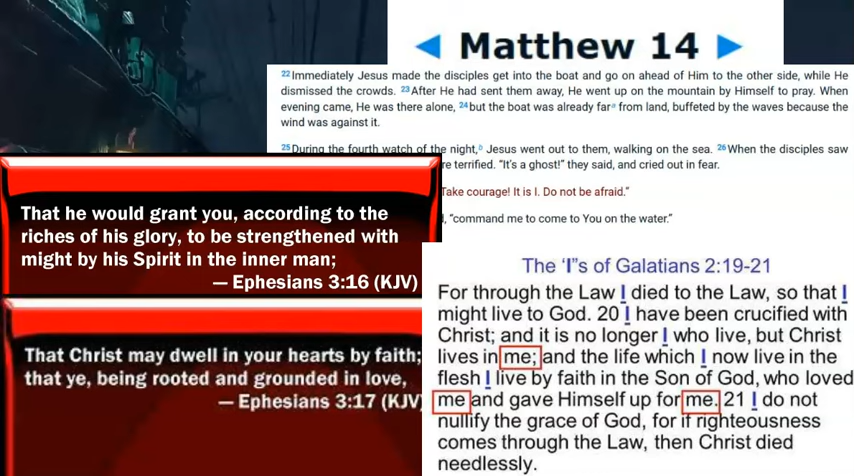 ◄ Matthew 14 ►
22Immediately Jesus made the disciples get into the boat and go on ahead of Him to the other side, while He
dismissed the crowds. 23After He had sent them away, He went up on the mountain by Himself to pray. When
evening came, He was there alone, 24but the boat was already fara from land, buffeted by the waves because the
wind was against it.
25During the fourth watch of the night,b Jesus went out to them, walking on the sea. 26When the disciples saw
re terrified. “It’s a ghost!” they said, and cried out in fear.
Take courage! It is I. Do not be afraid.”
, “command me to come to You on the water.”
That he would grant you, according to the
riches of his glory, to be strengthened with
might by his Spirit in the inner man;
— Ephesians 3:16 (KJV)
That Christ may dwell in your hearts by faith;
that ye, being rooted and grounded in love,
— Ephesians 3:17 (KJV)
The 'I"s of Galatians 2:19-21
For through the Law I died to the Law, so that I
might live to God. 20 I have been crucified with
Christ; and it is no longer I who live, but Christ
lives in me; and the life which I now live in the
flesh I live by faith in the Son of God, who loved
me and gave Himself up for me. 21 I do not
nullify the grace of God, for if righteousness
comes through the Law, then Christ died
needlessly.